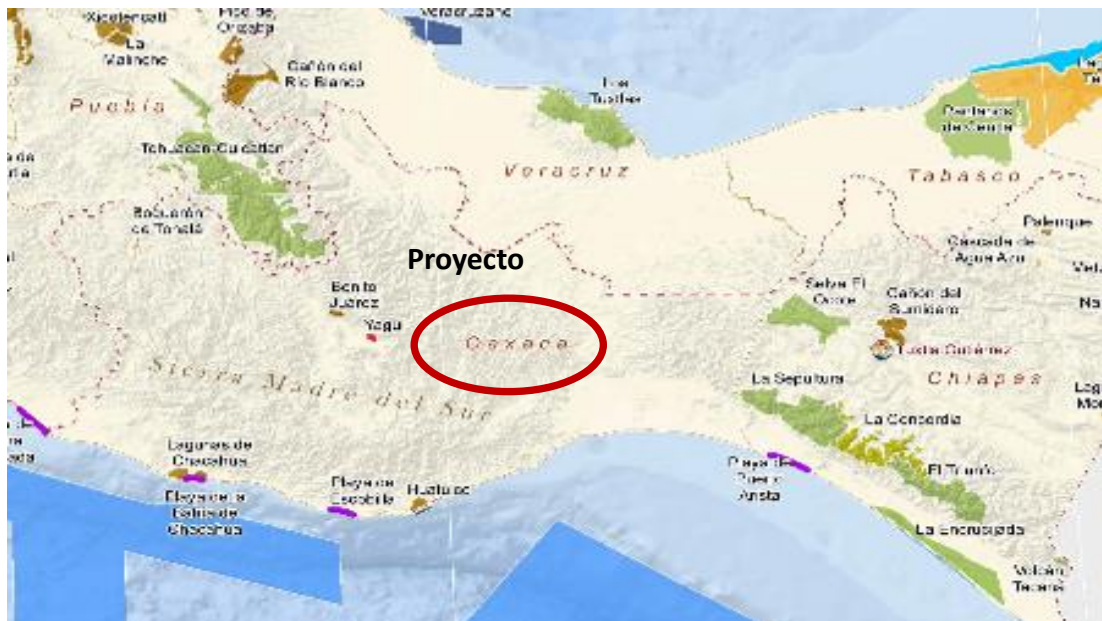 Pico de
Orizaba
La
Malinche
Cañón del
Río Blanco
Puebla
Los
Tuxtlas
Pantanos
de Centla
Tehuacán-Cuicatlán
Veracruz
Tabasco
Boquerón
de Tonalá
Palenque
Cascada de
Agua Azul
Proyecto
Benito
Juárez
Yagul
Selva El
Ocote
Cañón del
Sumidero
Oaxaca
Tuxtla Gutiérrez
Sierra Madre del Sur
La Sepultura
Chiapas
La Concordia
Lagunas de
Chacahua
Playa de
Puerto
Arista
El Triunfo
Playa de
Escobilla
Huatulco
Playa de la
Bahía de
Chacahua
La Encrucijada
Volcán
Tacaná